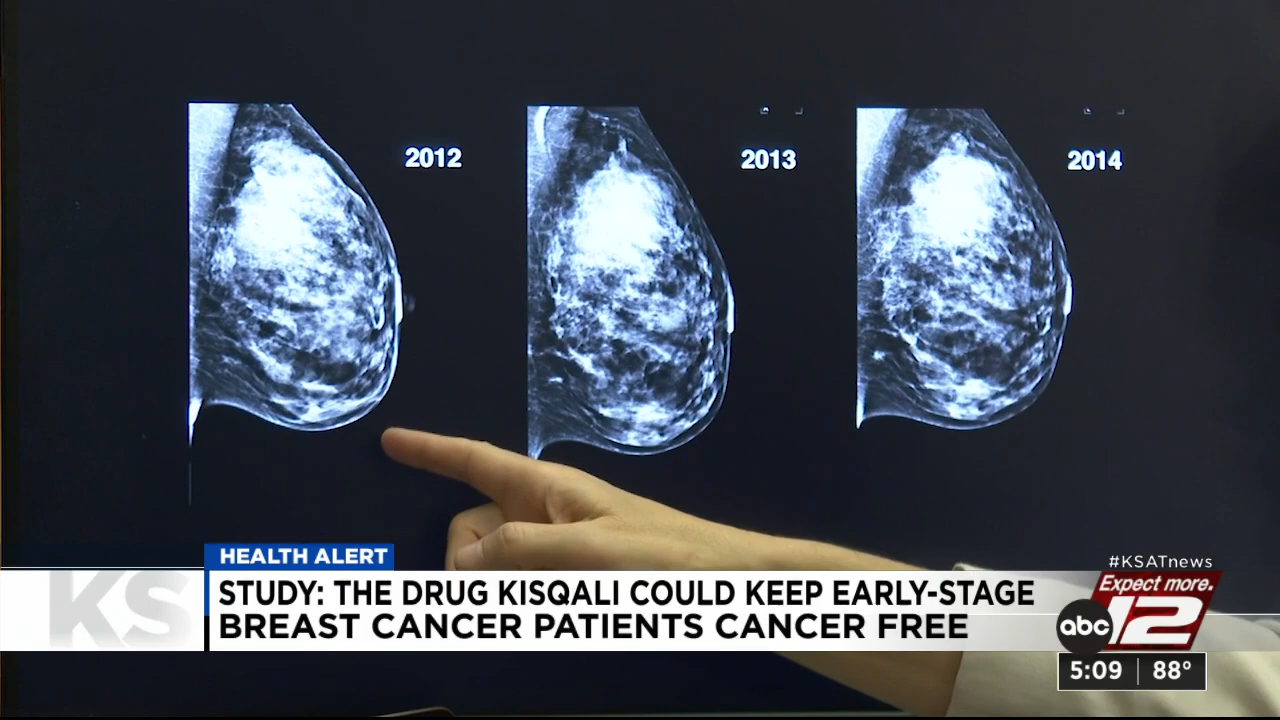 2012
2013
2014
HEALTH ALERT
STUDY: THE DRUG KISQALI COULD KEEP EARLY-STAGE
BREAST CANCER PATIENTS CANCER FREE
KS
#KSATnews
Expect more.
abc 12
5:09 88°